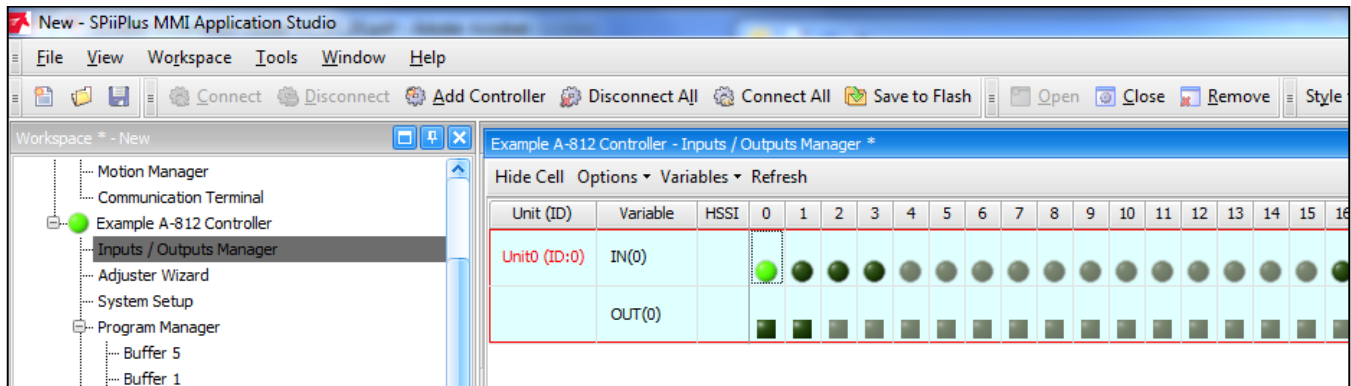 New - SPiiPlus MMI Application Studio
File View Workspace Tools Window Help
Connect Disconnect Add Controller Disconnect All Connect All Save to Flash Open Close Remove Style
Workspace * - New
Motion Manager
Communication Terminal
Example A-812 Controller
Inputs / Outputs Manager
Adjuster Wizard
System Setup
Program Manager
Buffer 5
Buffer 1
Example A-812 Controller - Inputs / Outputs Manager *
Hide Cell Options Variables Refresh
Unit (ID) Variable HSSI 0 1 2 3 4 5 6 7 8 9 10 11 12 13 14 15 16
Unit0 (ID:0) IN(0)
OUT(0)